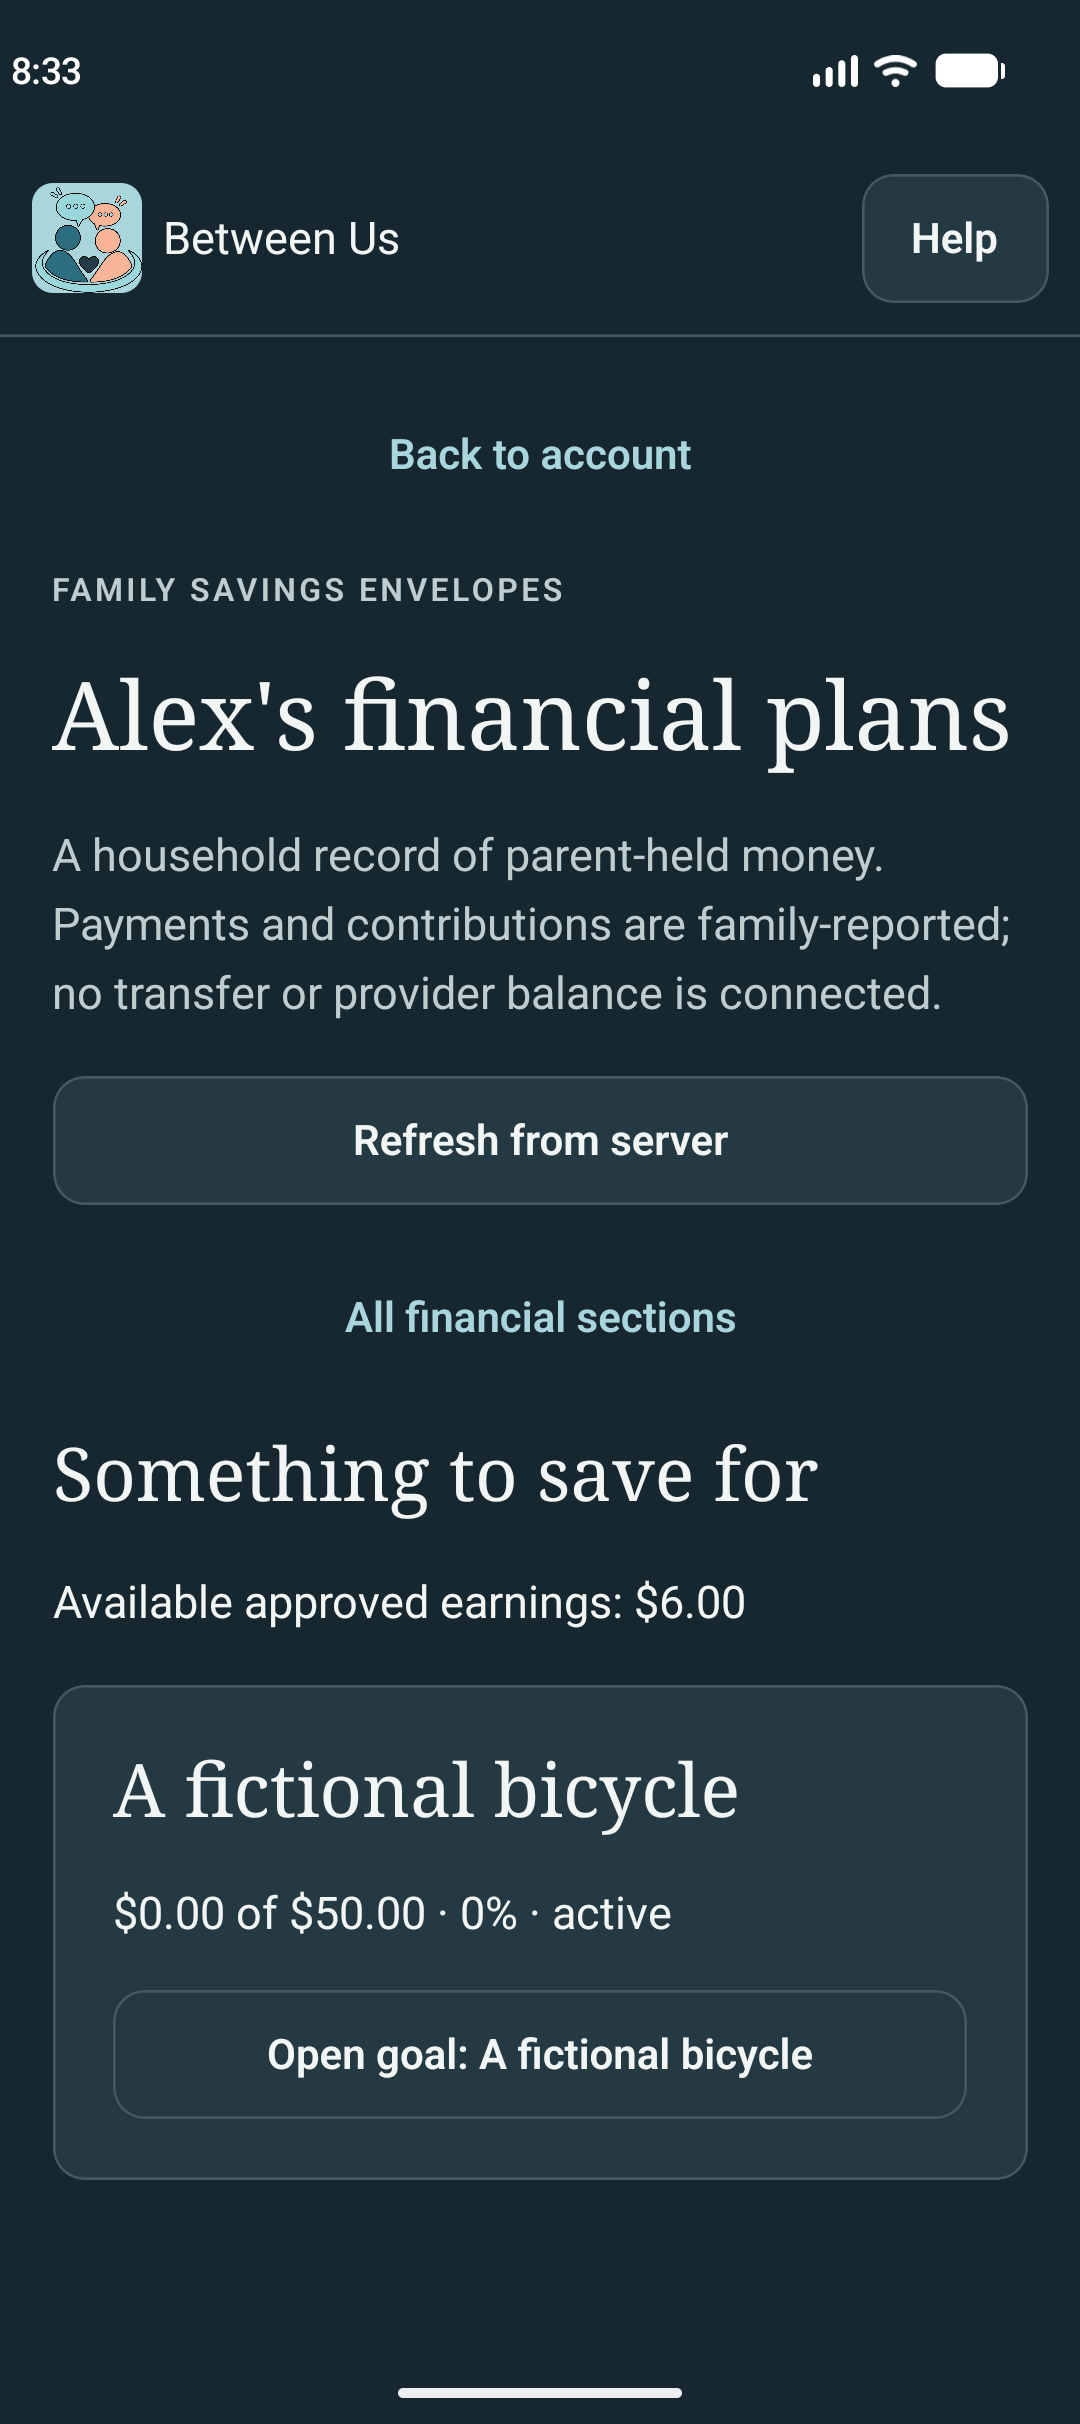 8:33
Between Us
Help
Back to account
FAMILY SAVINGS ENVELOPES
Alex's financial plans
A household record of parent-held money.
Payments and contributions are family-reported;
no transfer or provider balance is connected.
Refresh from server
All financial sections
Something to save for
Available approved earnings: $6.00
A fictional bicycle
$0.00 of $50.00 · 0% · active
Open goal: A fictional bicycle